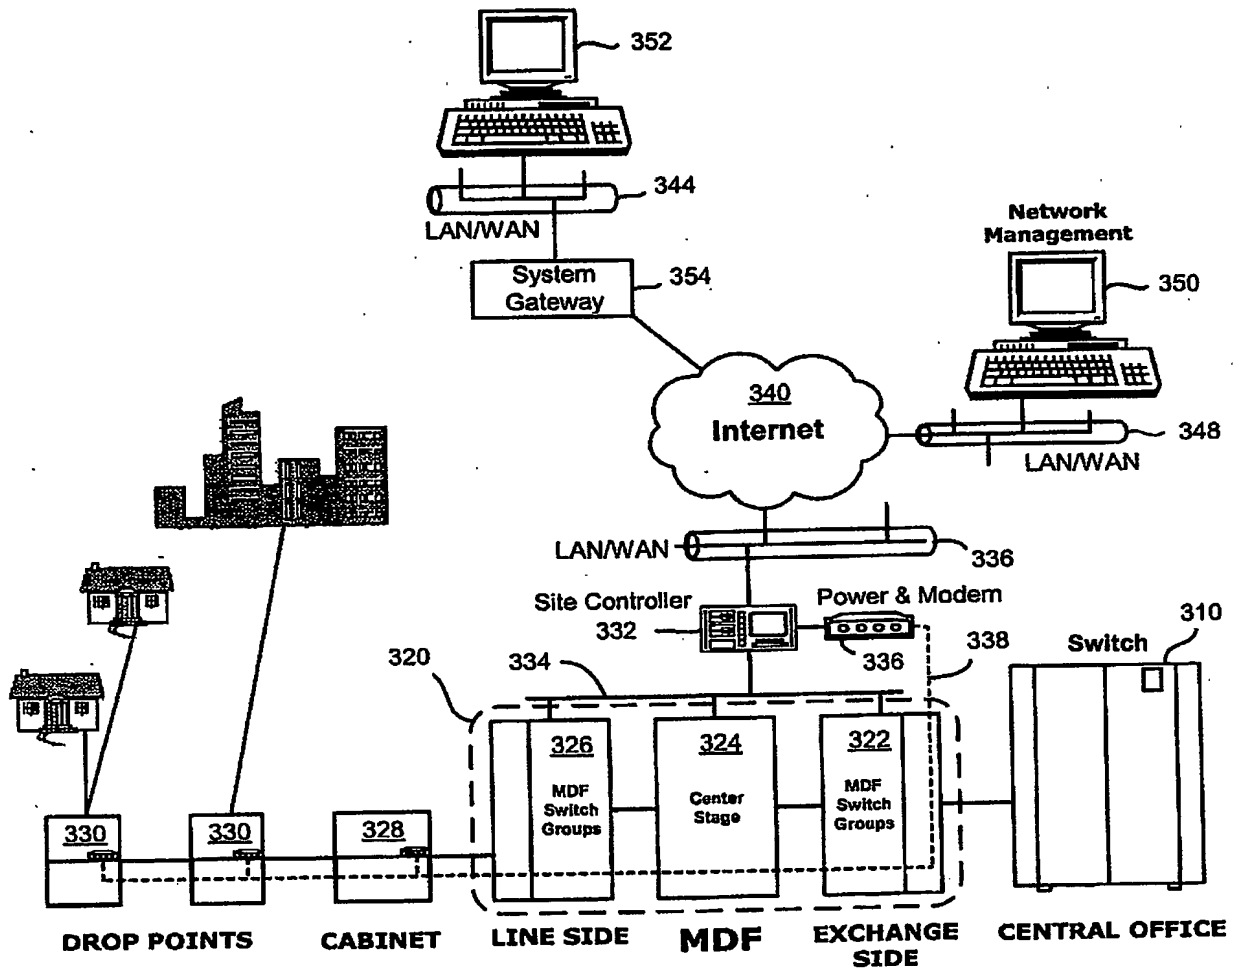 352
344
LAN/WAN
Network
Management
System
Gateway
354
350
340
Internet
348
LAN/WAN
LAN/WAN
336
Site Controller
332
Power & Modem
336
338
310
Switch
320
334
326
MDF
Switch
Groups
324
Center
Stage
322
MDF
Switch
Groups
330
330
328
DROP POINTS
CABINET
LINE SIDE
MDF
EXCHANGE
SIDE
CENTRAL OFFICE